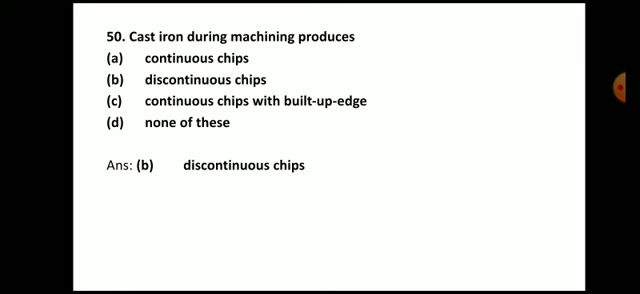 50. Cast iron during machining produces
(a) continuous chips
(b) discontinuous chips
(c) continuous chips with built-up-edge
(d) none of these
Ans: (b) discontinuous chips